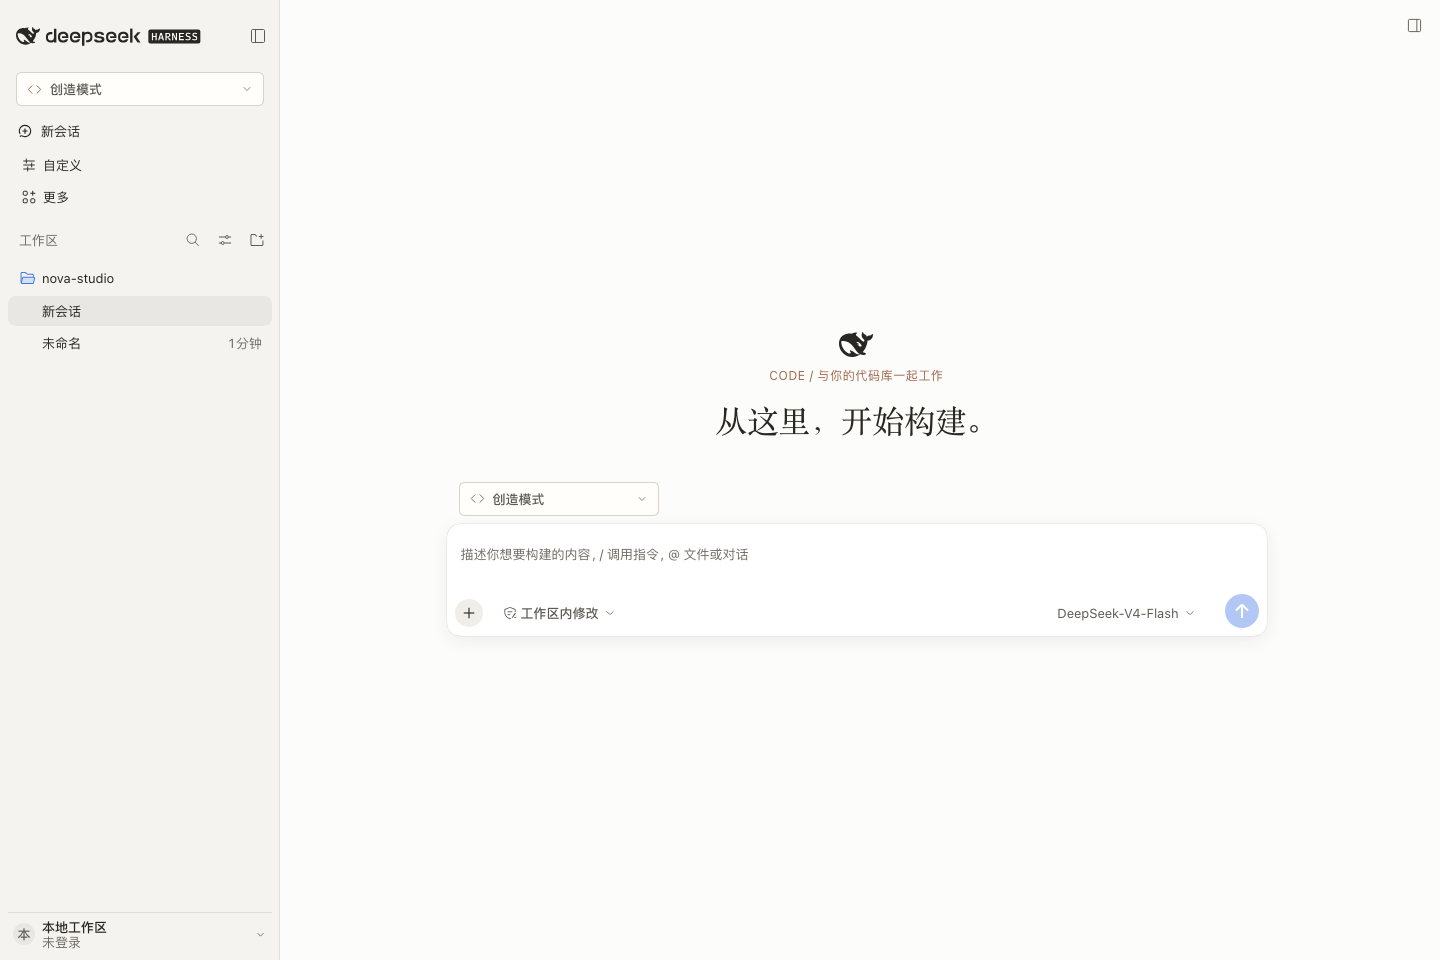 deepseek HARNESS
创造模式
新会话
自定义
更多
工作区
nova-studio
新会话
未命名 1分钟
CODE / 与你的代码库一起工作
从这里，开始构建。
创造模式
描述你想要构建的内容, / 调用指令, @ 文件或对话
工作区内修改 DeepSeek-V4-Flash
本 本地工作区
未登录